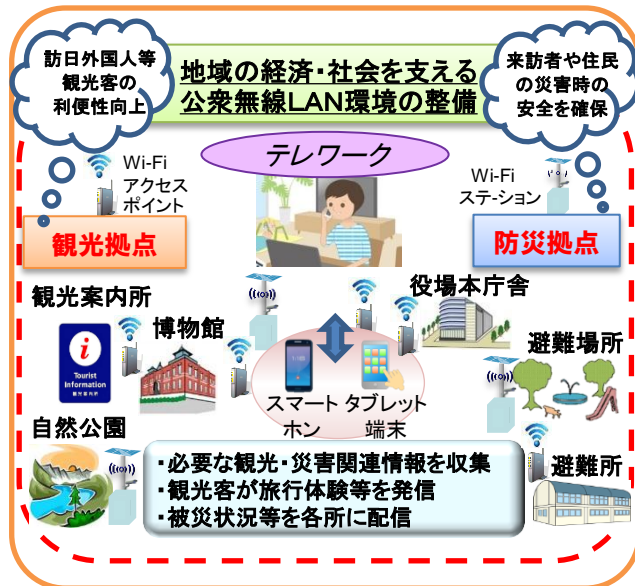 訪日外国人等
観光客の
利便性向上
地域の経済・社会を支える
公衆無線LAN環境の整備
来訪者や住民
の災害時の
安全を確保
テレワーク
Wi-Fi
アクセス
ポイント
Wi-Fi
ステーション
観光拠点
防災拠点
観光案内所
博物館
役場本庁舎
i
Tourist
Information
観光案内所
避難場所
スマート
ホン
タブレット
端末
自然公園
避難所
・必要な観光・災害関連情報を収集
・観光客が旅行体験等を発信
・被災状況等を各所に配信